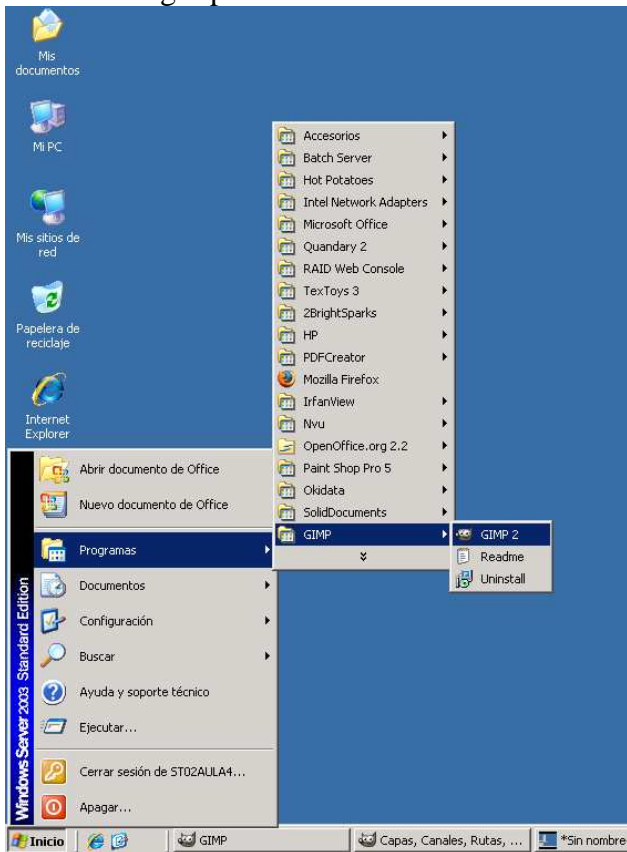 Mis
documentos
Mi PC
Mis sitios de
red
Papelera de
reciclaje
Internet
Explorer
Accesorios
Batch Server
Hot Potatoes
Intel Network Adapters
Microsoft Office
Quandary 2
RAID Web Console
TexToys 3
2BrightSparks
HP
PDFCreator
Mozilla Firefox
IrfanView
Nvu
OpenOffice.org 2.2
Paint Shop Pro 5
Okidata
SolidDocuments
GIMP
GIMP 2
Readme
Uninstall
Abrir documento de Office
Nuevo documento de Office
Programas
Documentos
Configuración
Buscar
Ayuda y soporte técnico
Ejecutar...
Cerrar sesión de ST02AULA4...
Apagar...
Windows Server 2003 Standard Edition
Inicio
GIMP
Capas, Canales, Rutas, ...
*Sin nombre